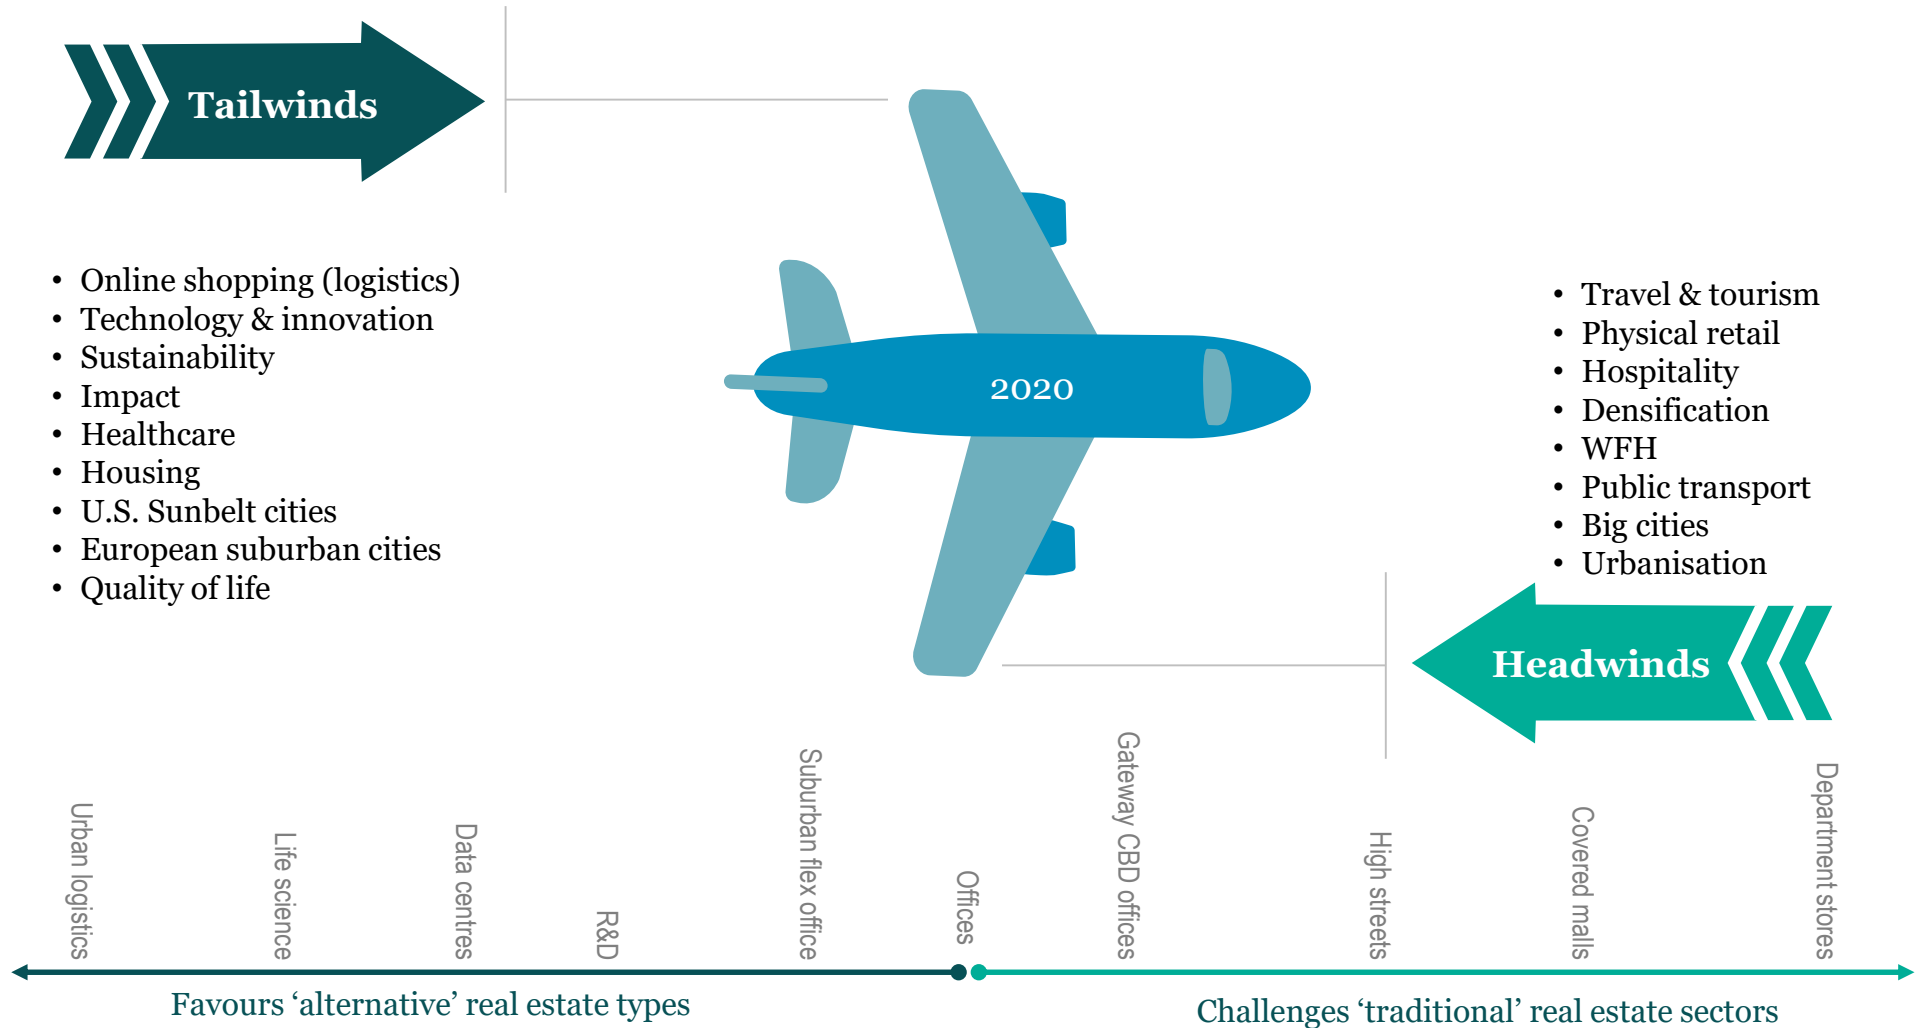 Tailwinds
• Online shopping (logistics)
• Technology & innovation
• Sustainability
• Impact
• Healthcare
• Housing
• U.S. Sunbelt cities
• European suburban cities
• Quality of life
2020
• Travel & tourism
• Physical retail
• Hospitality
• Densification
• WFH
• Public transport
• Big cities
• Urbanisation
Headwinds
Urban logistics
Life science
Data centres
R&D
Suburban flex office
Offices
Gateway CBD offices
High streets
Covered malls
Department stores
Favours ‘alternative’ real estate types
Challenges ‘traditional’ real estate sectors